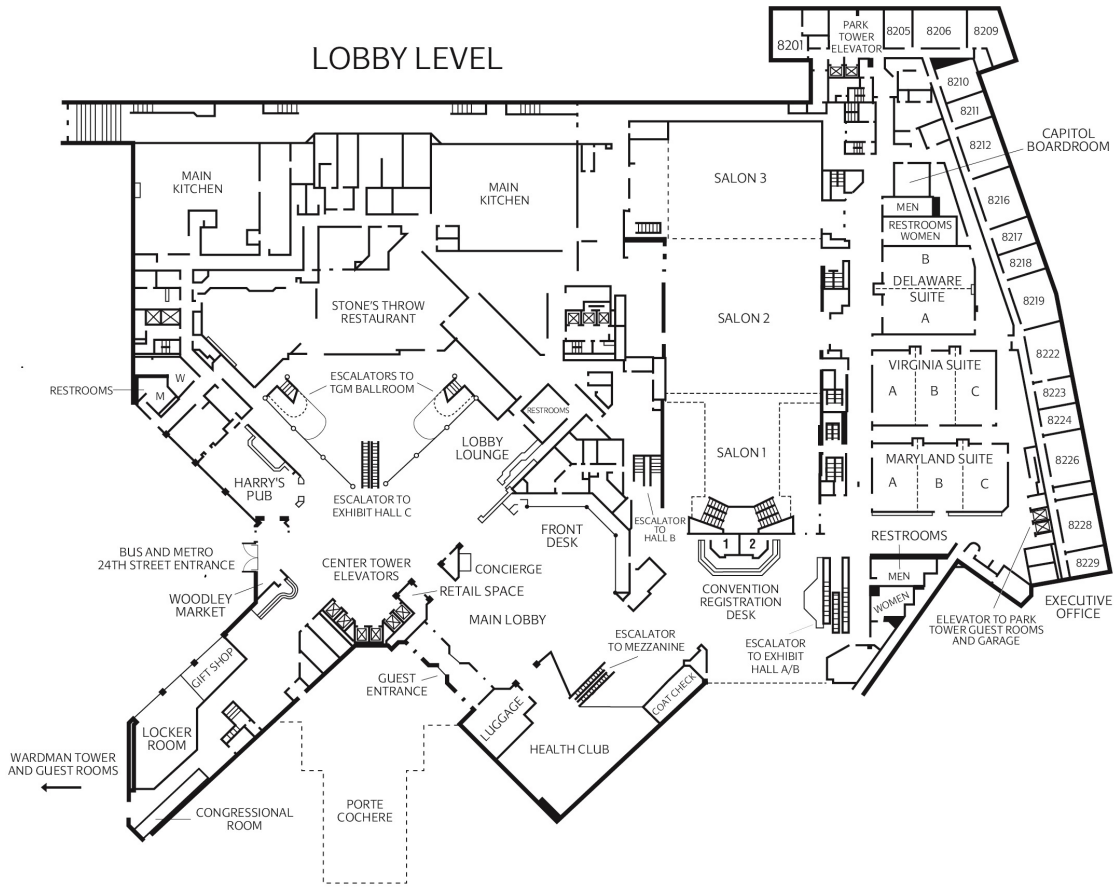 LOBBY LEVEL
8201
PARK
TOWER
ELEVATOR
8205
8206
8209
8210
8211
8212
CAPITOL
BOARDROOM
8216
8217
8218
8219
8222
8223
8224
8226
8228
8229
MAIN
KITCHEN
MAIN
KITCHEN
SALON 3
MEN
RESTROOMS
WOMEN
B
DELAWARE
SUITE
A
STONE'S THROW
RESTAURANT
SALON 2
VIRGINIA SUITE
A
B
C
RESTROOMS
W
M
ESCALATORS TO
TGM BALLROOM
RESTROOMS
LOBBY
LOUNGE
SALON 1
MARYLAND SUITE
A
B
C
HARRY'S
PUB
ESCALATOR TO
EXHIBIT HALL C
FRONT
DESK
ESCALATOR
TO
HALL B
1
2
RESTROOMS
MEN
WOMEN
BUS AND METRO
24TH STREET ENTRANCE
CENTER TOWER
ELEVATORS
CONCIERGE
RETAIL SPACE
WOODLEY
MARKET
MAIN LOBBY
CONVENTION
REGISTRATION
DESK
EXECUTIVE
OFFICE
ELEVATOR TO PARK
TOWER GUEST ROOMS
AND GARAGE
ESCALATOR
TO EXHIBIT
HALL A/B
ESCALATOR
TO MEZZANINE
GIFT SHOP
GUEST
ENTRANCE
COAT CHECK
LUGGAGE
LOCKER
ROOM
HEALTH CLUB
WARDMAN TOWER
AND GUEST ROOMS
CONGRESSIONAL
ROOM
PORTE
COCHERE